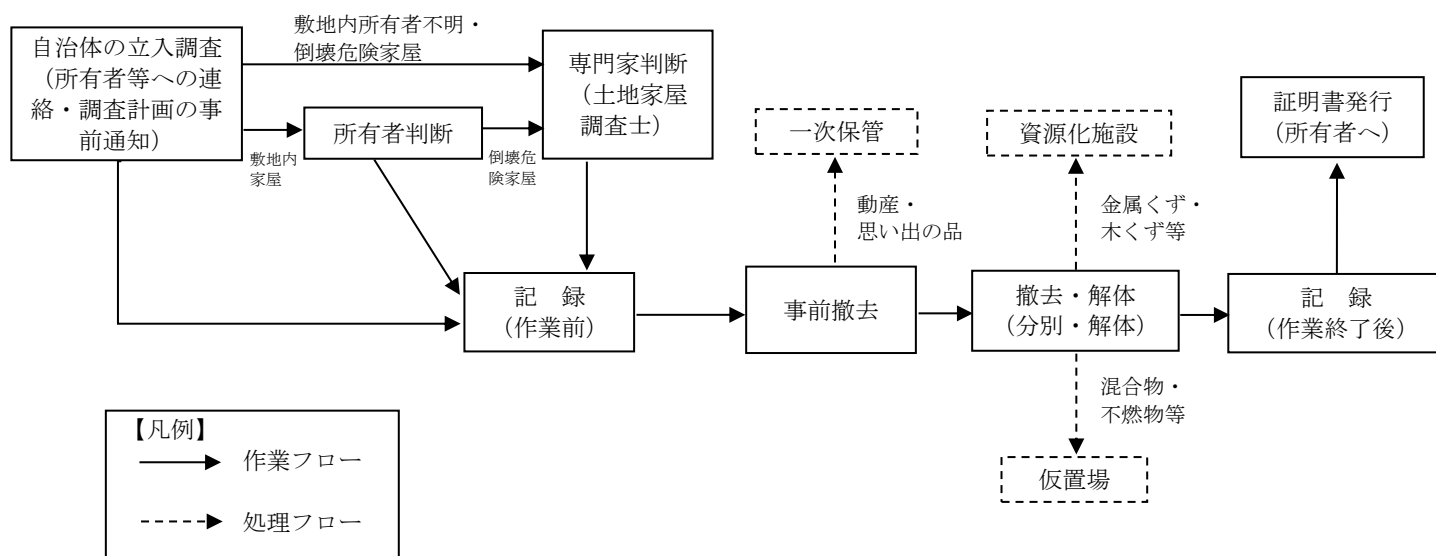 敷地内所有者不明・
倒壊危険家屋
自治体の立入調査
（所有者等への連
絡・調査計画の事
前通知）
専門家判断
（土地家屋
調査士）
所有者判断
敷地内
家屋
倒壊危
険家屋
一次保管
資源化施設
証明書発行
（所有者へ）
動産・
思い出の品
金属くず・
木くず等
記　録
（作業前）
事前撤去
撤去・解体
（分別・解体）
記　録
（作業終了後）
混合物・
不燃物等
仮置場
【凡例】
作業フロー
処理フロー